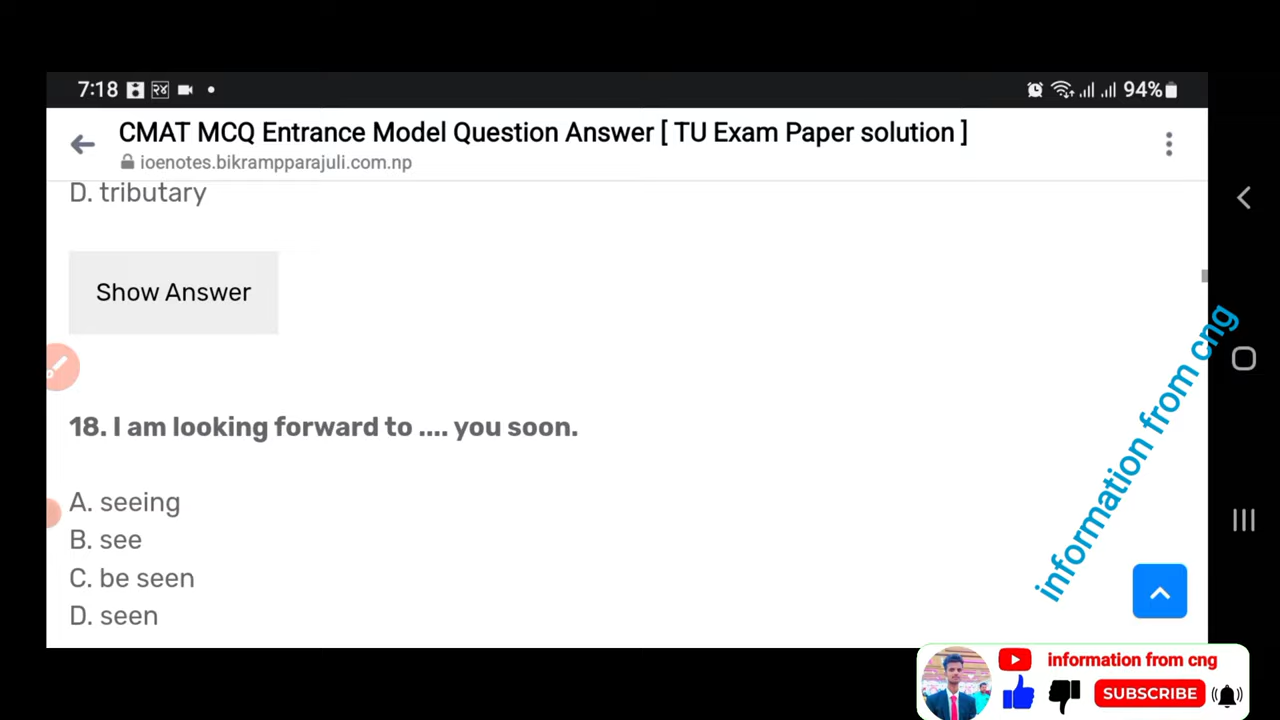 7:18 २४ 94%
CMAT MCQ Entrance Model Question Answer [ TU Exam Paper solution ]
ioenotes.bikrampparajuli.com.np
D. tributary
Show Answer
18. I am looking forward to .... you soon.
A. seeing
B. see
C. be seen
D. seen
information from cng
information from cng
SUBSCRIBE